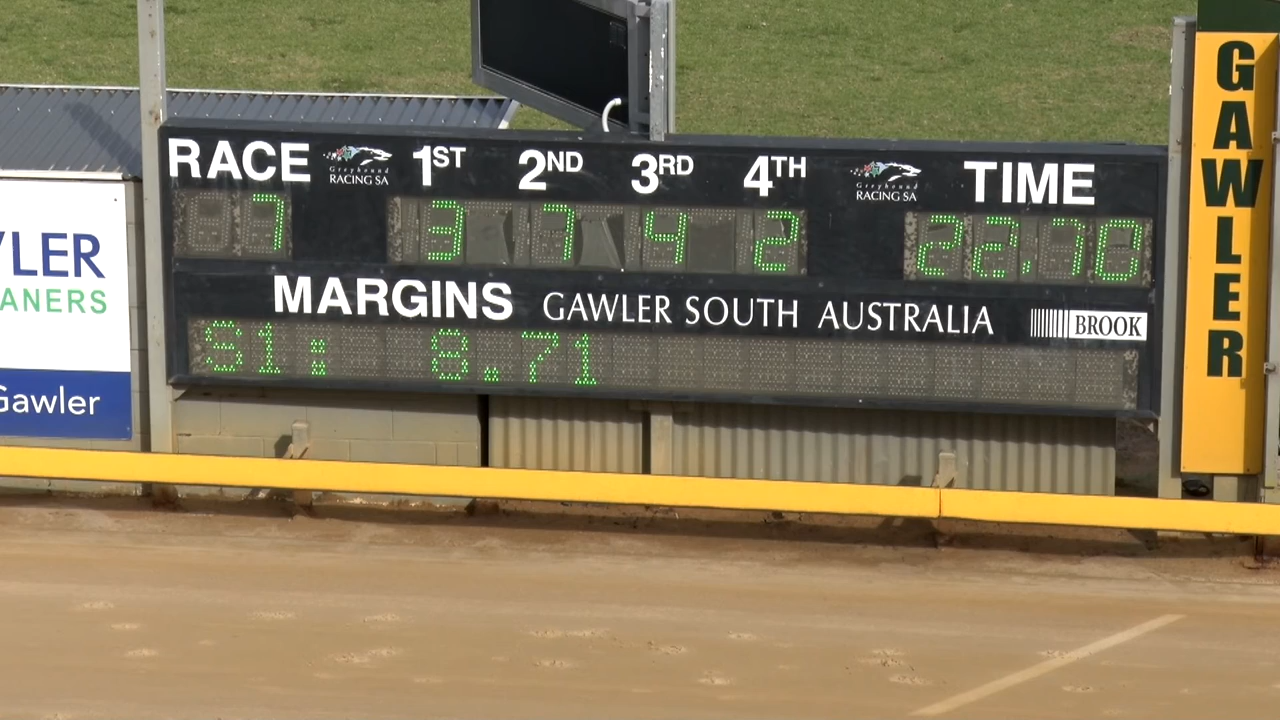 RACE
Greyhound
RACING SA
1ST 2ND 3RD 4TH
Greyhound
RACING SA
TIME
7 3 7 4 2 22.70
MARGINS GAWLER SOUTH AUSTRALIA BROOK
S1: 8.71
LER
ANERS
Gawler
GAWLER